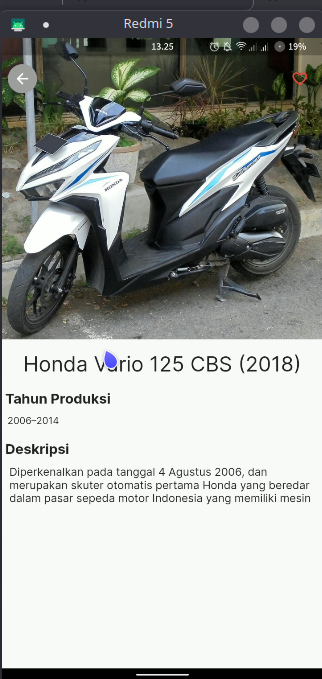 Redmi 5
13.25
19%
HONDA
Honda Vario 125 CBS (2018)
Tahun Produksi
2006–2014
Deskripsi
Diperkenalkan pada tanggal 4 Agustus 2006, dan
merupakan skuter otomatis pertama Honda yang beredar
dalam pasar sepeda motor Indonesia yang memiliki mesin